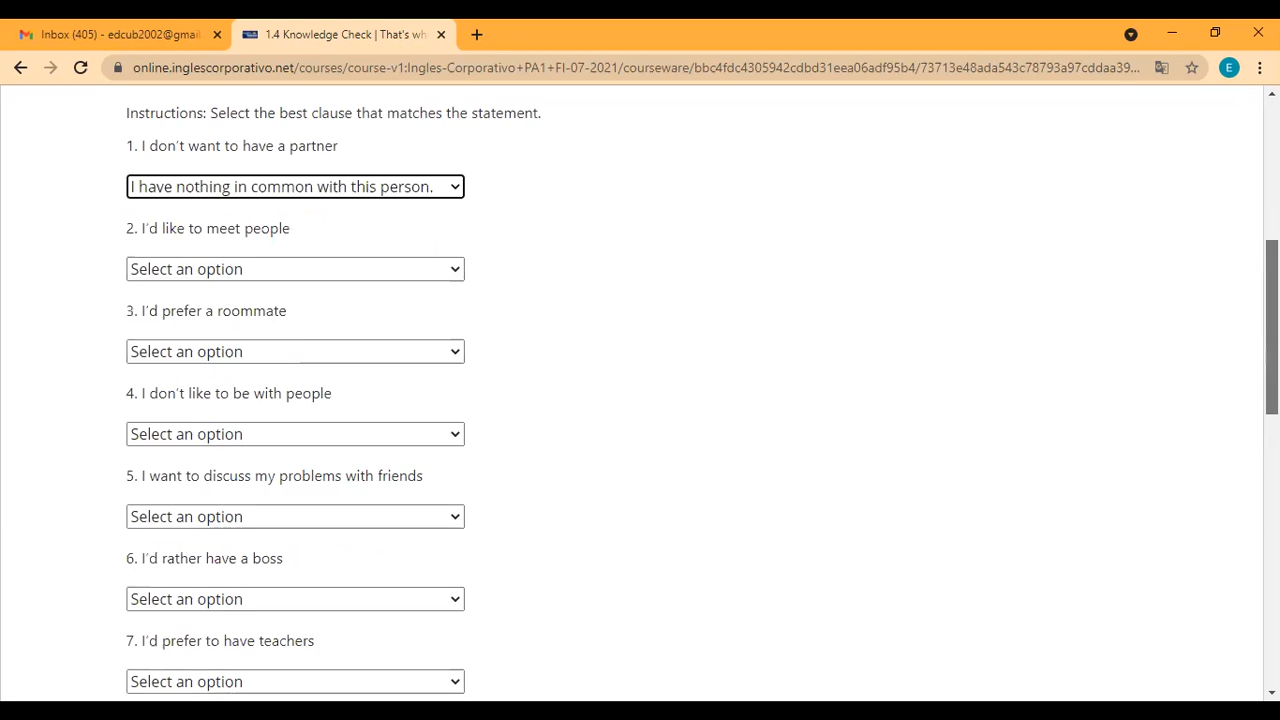 Inbox (405) - edcub2002@gmai
1.4 Knowledge Check | That's wh
online.inglescorporativo.net/courses/course-v1:Ingles-Corporativo+PA1+FI-07-2021/courseware/bbc4fdc4305942cdbd31eea06adf95b4/73713e48ada543c78793a97cddaa39...
E
Instructions: Select the best clause that matches the statement.
1. I don't want to have a partner
I have nothing in common with this person.
2. I'd like to meet people
Select an option
3. I'd prefer a roommate
Select an option
4. I don't like to be with people
Select an option
5. I want to discuss my problems with friends
Select an option
6. I'd rather have a boss
Select an option
7. I'd prefer to have teachers
Select an option